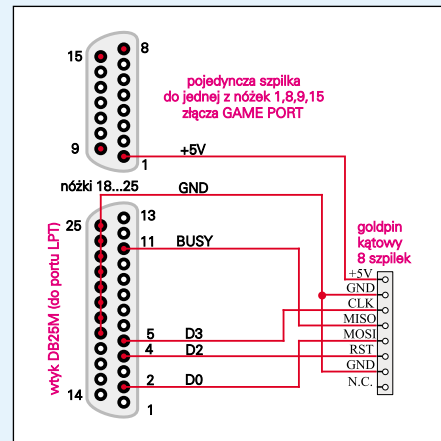 15
8
pojedyncza szpilka
do jednej z nóżek 1,8,9,15
złącza GAME PORT
9
1
+5V
nóżki 18...25
GND
25
13
11
BUSY
goldpin
kątowy
8 szpilek
wtyk DB25M (do portu LPT)
+5V
GND
CLK
MISO
MOSI
RST
GND
N.C.
5
D3
4
D2
2
D0
14
1